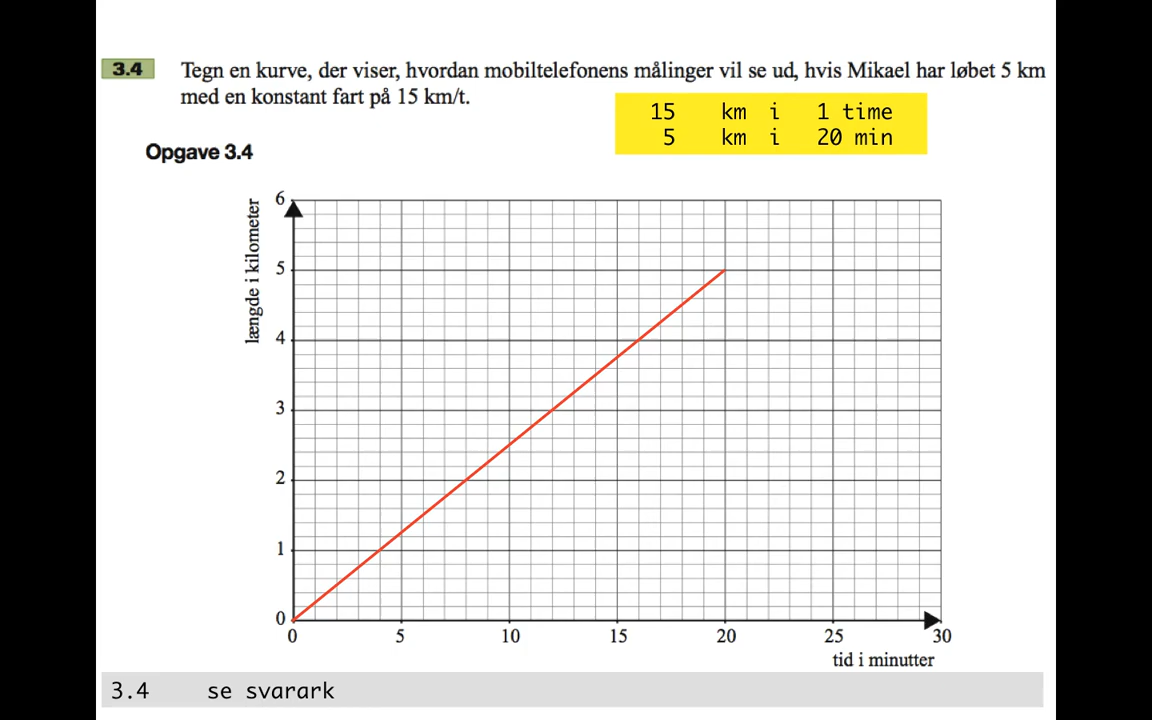 3.4 Tegn en kurve, der viser, hvordan mobiltelefonens målinger vil se ud, hvis Mikael har løbet 5 km
med en konstant fart på 15 km/t.
15 km i 1 time
5 km i 20 min
Opgave 3.4
længde i kilometer
6
5
4
3
2
1
0
0 5 10 15 20 25 30
tid i minutter
3.4 se svarark